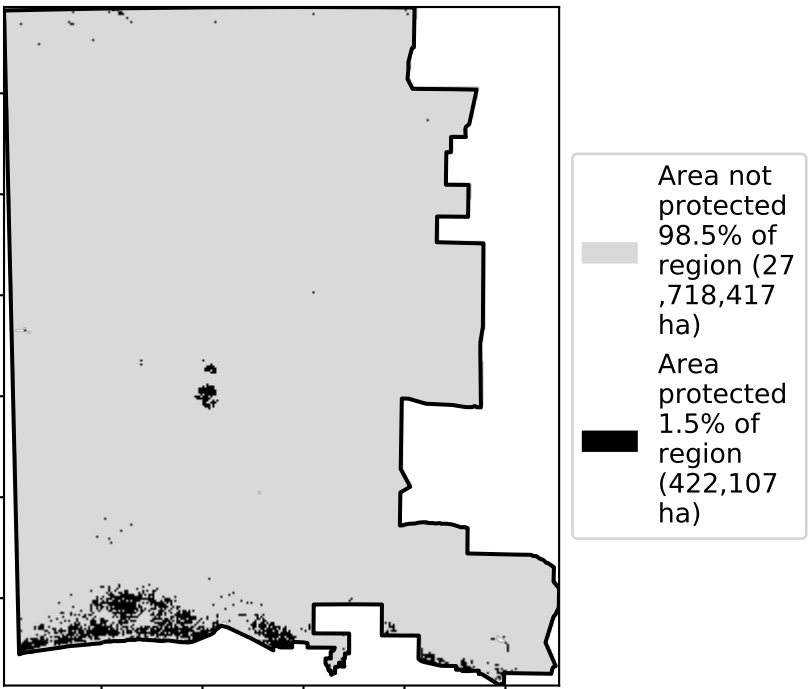 Area not
protected
98.5% of
region (27
,718,417
ha)
Area
protected
1.5% of
region
(422,107
ha)